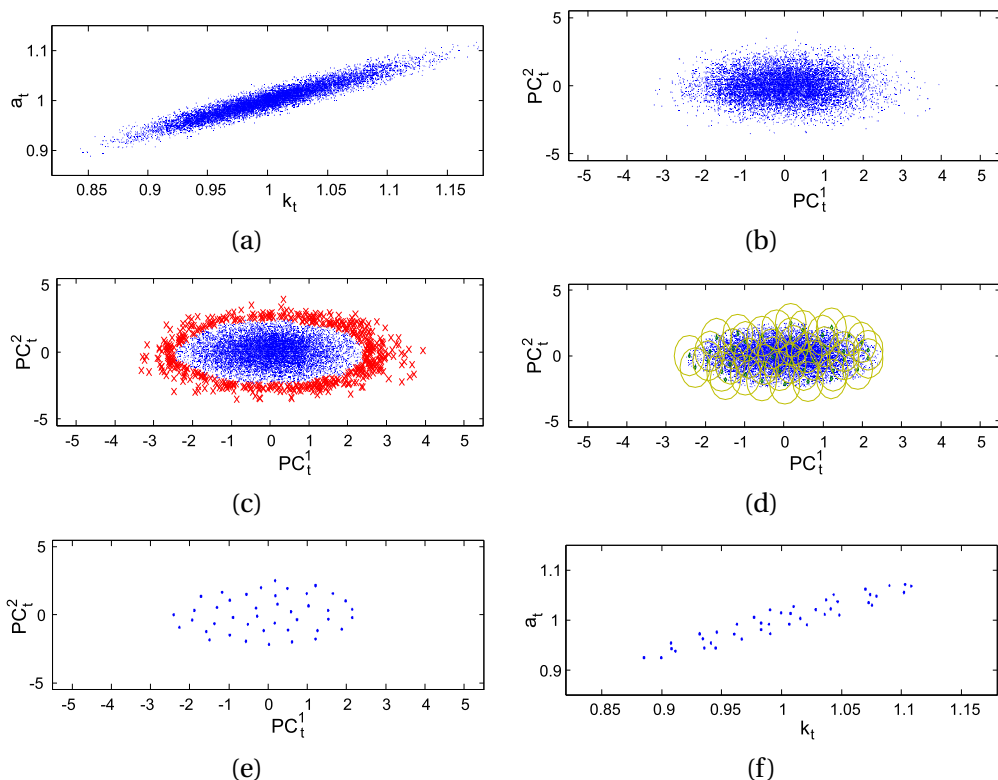 1.1
1
0.9
a_t
0.85 0.9 0.95 1 1.05 1.1 1.15
k_t
(a)
5
0
-5
PC_t^2
-5 -4 -3 -2 -1 0 1 2 3 4 5
PC_t^1
(b)
5
0
-5
PC_t^2
-5 -4 -3 -2 -1 0 1 2 3 4 5
PC_t^1
(c)
5
0
-5
PC_t^2
-5 -4 -3 -2 -1 0 1 2 3 4 5
PC_t^1
(d)
5
0
-5
PC_t^2
-5 -4 -3 -2 -1 0 1 2 3 4 5
PC_t^1
(e)
1.1
1
0.9
a_t
0.85 0.9 0.95 1 1.05 1.1 1.15
k_t
(f)